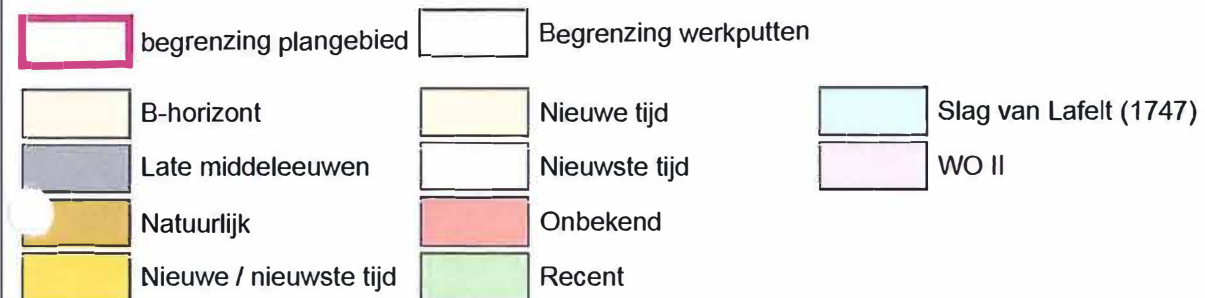 begrenzing plangebied
Begrenzing werkputten
B-horizont
Nieuwe tijd
Slag van Lafelt (1747)
Late middeleeuwen
Nieuwste tijd
WO II
Natuurlijk
Onbekend
Nieuwe / nieuwste tijd
Recent